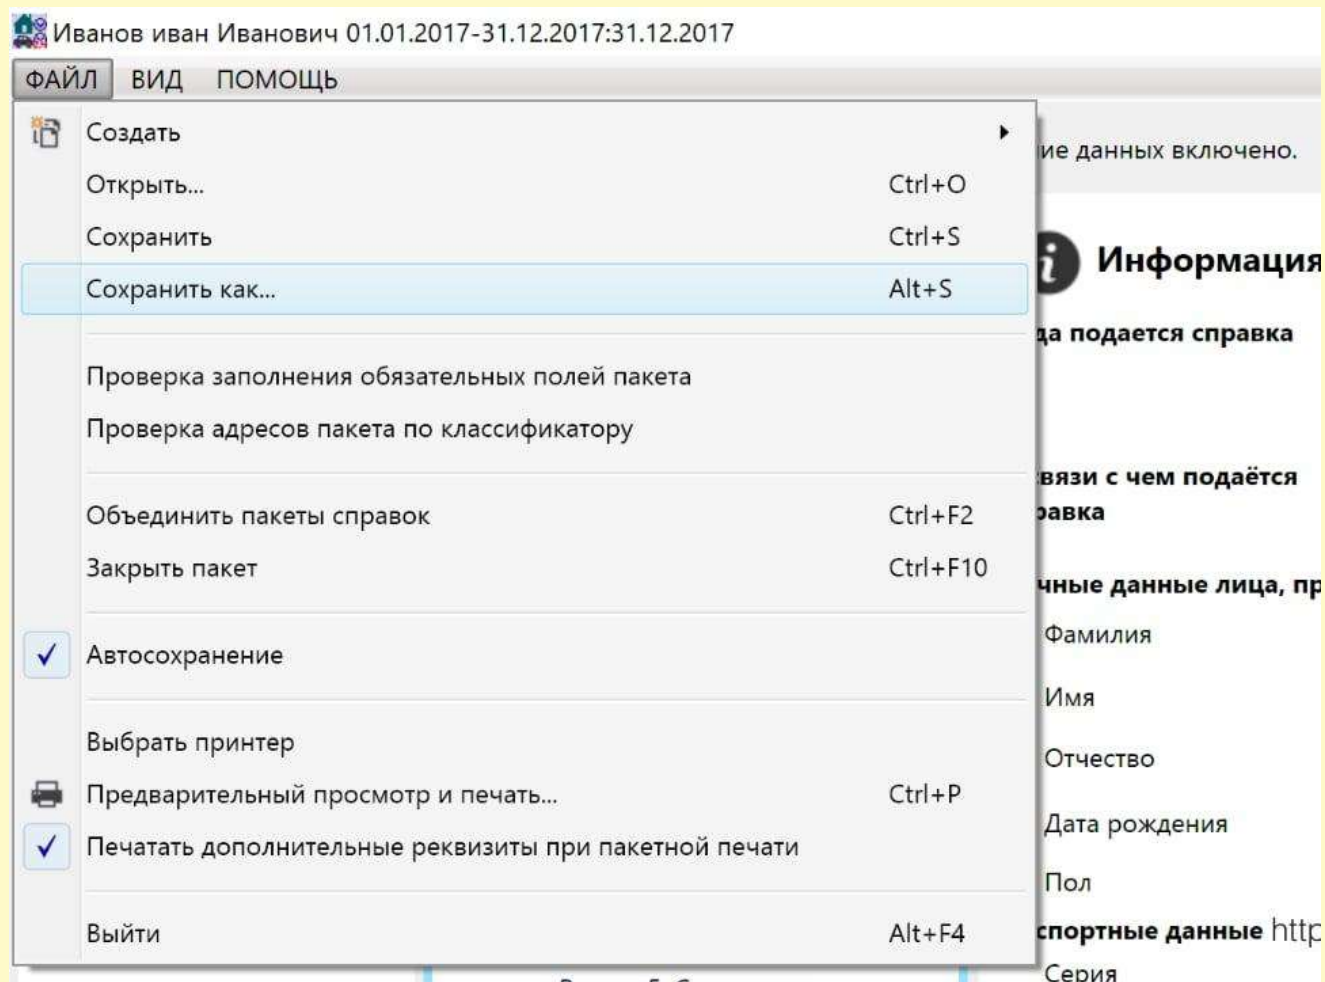 Иванов иван Иванович 01.01.2017-31.12.2017:31.12.2017
ФАЙЛ ВИД ПОМОЩЬ
Создать
ие данных включено.
Открыть... Ctrl+O
Сохранить Ctrl+S
Информация
Сохранить как... Alt+S
да подается справка
Проверка заполнения обязательных полей пакета
Проверка адресов пакета по классификатору
связи с чем подаётся
равка
Объединить пакеты справок Ctrl+F2
Закрыть пакет Ctrl+F10
чные данные лица, пр
Фамилия
Автосохранение
Имя
Выбрать принтер
Отчество
Предварительный просмотр и печать... Ctrl+P
Дата рождения
Печатать дополнительные реквизиты при пакетной печати
Пол
Выйти Alt+F4
спортные данные http
Серия